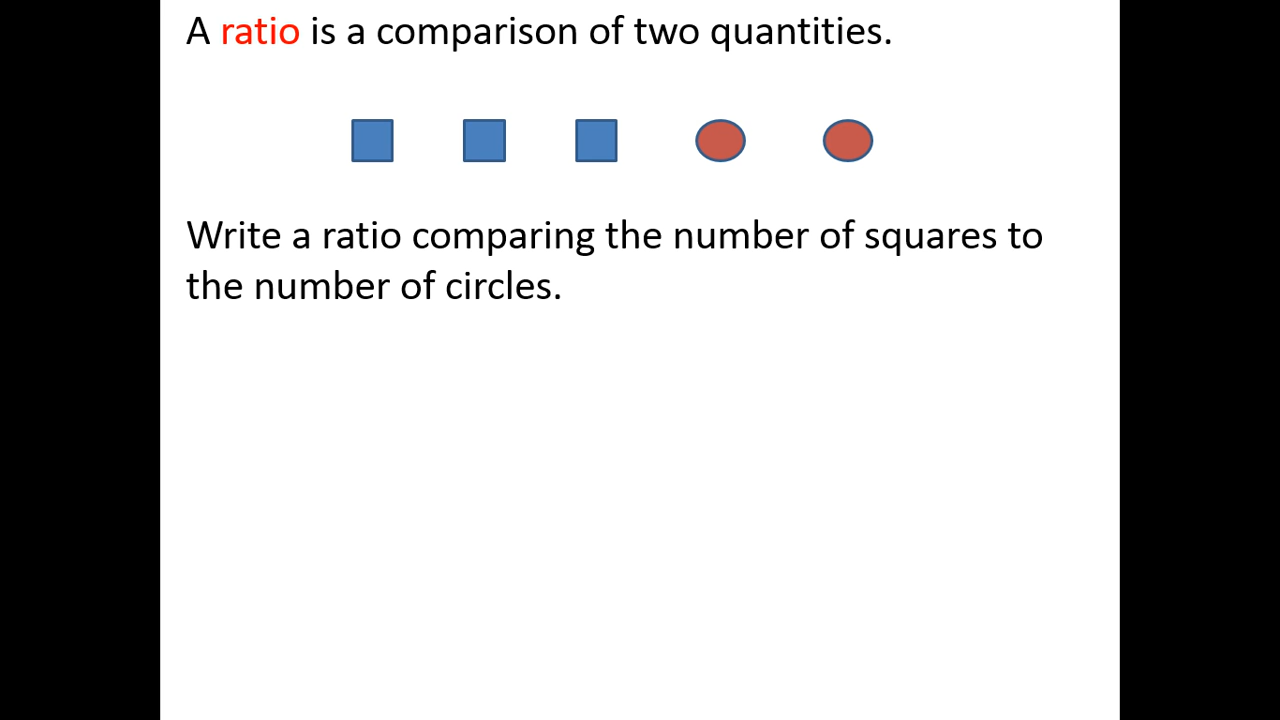 A ratio is a comparison of two quantities.
Write a ratio comparing the number of squares to
the number of circles.